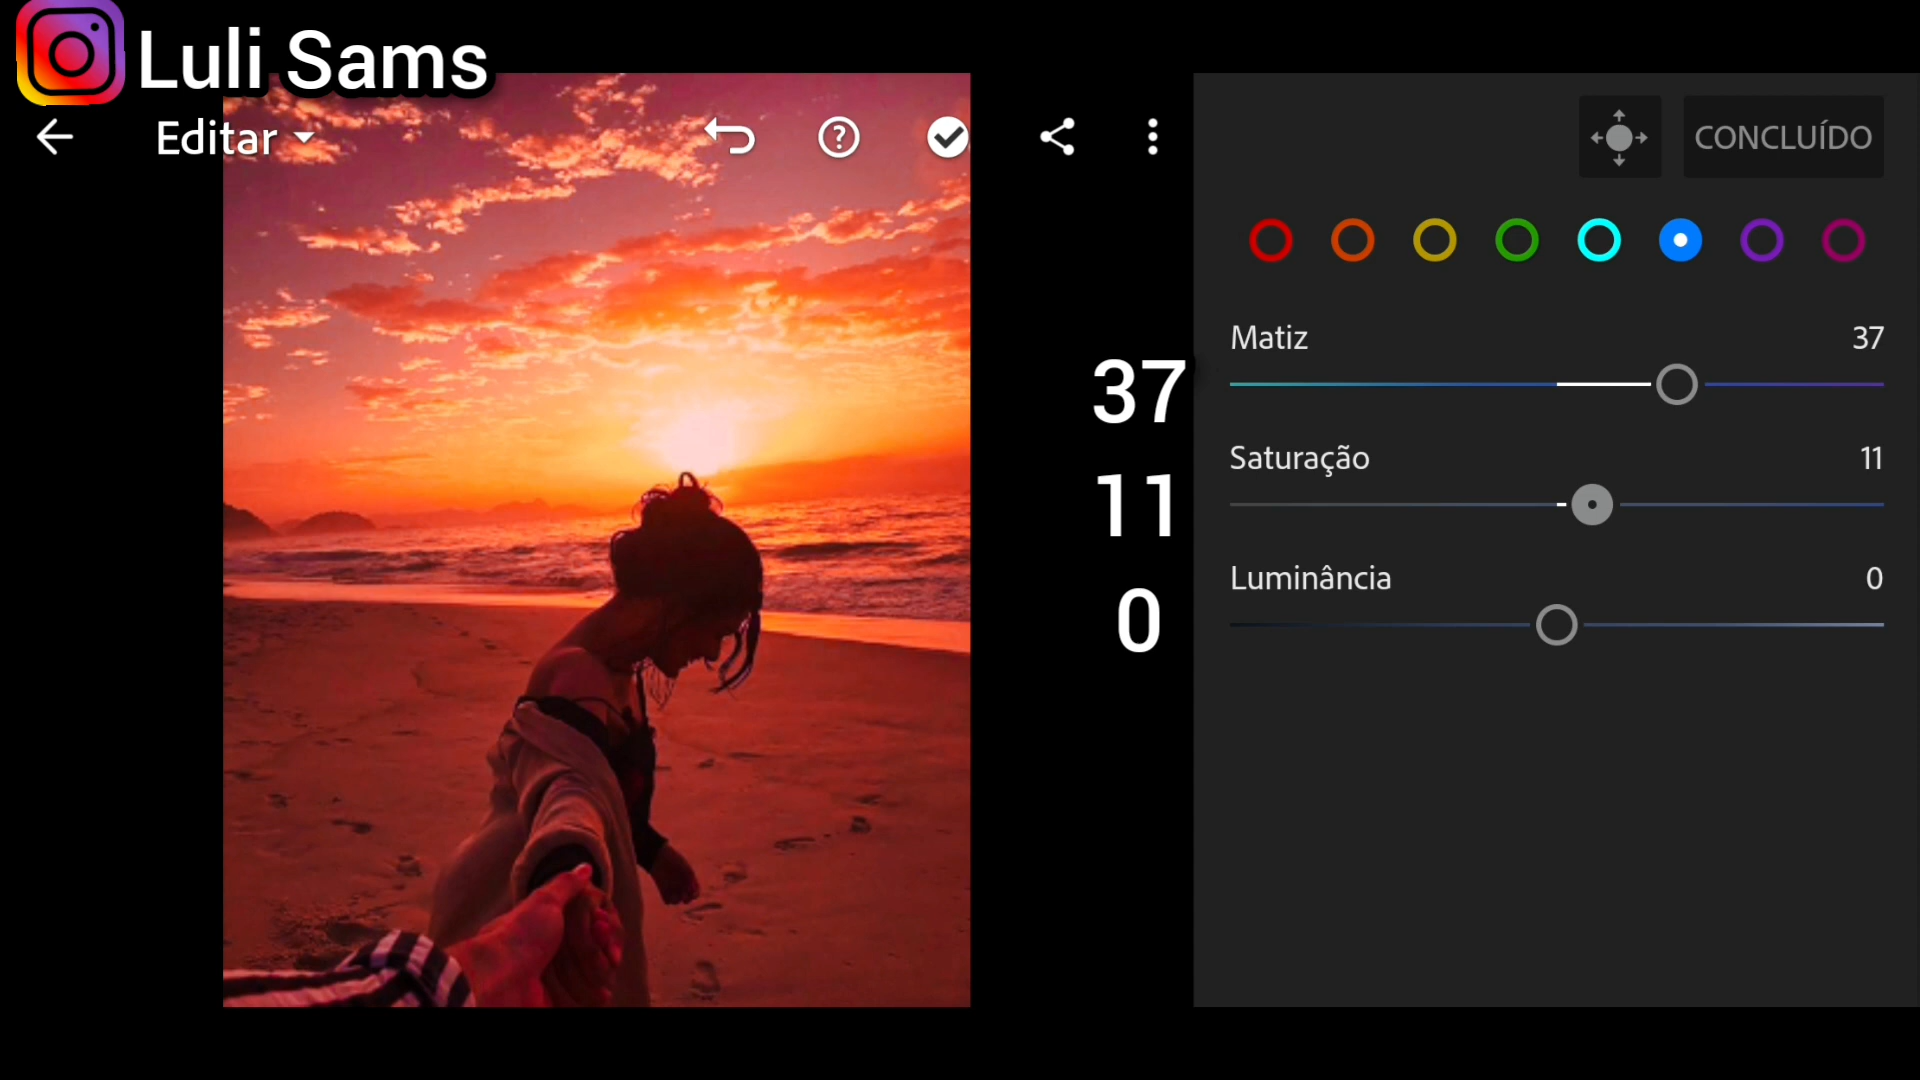 Luli Sams
Editar
CONCLUÍDO
Matiz 37
37
Saturação 11
11
Luminância 0
0